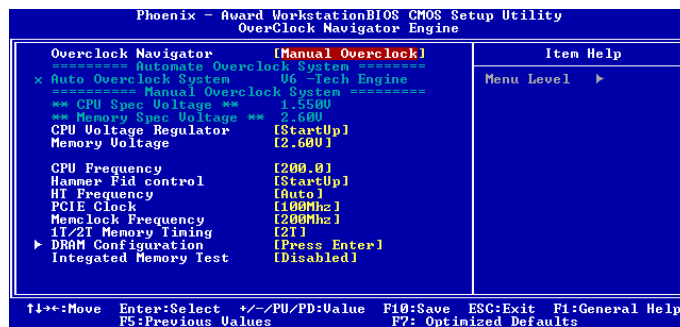 Phoenix - Award WorkstationBIOS CMOS Setup Utility
OverClock Navigator Engine
Overclock Navigator [Manual Overclock]
========= Automate Overclock System ========
x Auto Overclock System V6 -Tech Engine
========== Manual Overclock System =========
** CPU Spec Voltage ** 1.550V
** Memory Spec Voltage ** 2.60V
CPU Voltage Regulator [StartUp]
Memory Voltage [2.60V]
CPU Frequency [200.0]
Hammer Fid control [StartUp]
HT Frequency [Auto]
PCIE Clock [100Mhz]
Memclock Frequency [200Mhz]
1T/2T Memory Timing [2T]
► DRAM Configuration [Press Enter]
Integated Memory Test [Disabled]
Item Help
Menu Level ►
↑↓→←:Move Enter:Select +/-/PU/PD:Value F10:Save ESC:Exit F1:General Help
F5:Previous Values F7: Optimized Defaults